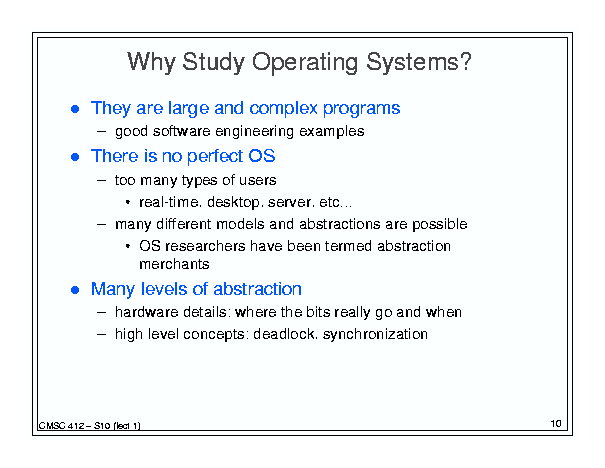 Why Study Operating Systems?
● They are large and complex programs
– good software engineering examples
● There is no perfect OS
– too many types of users
• real-time, desktop, server, etc...
– many different models and abstractions are possible
• OS researchers have been termed abstraction
merchants
● Many levels of abstraction
– hardware details: where the bits really go and when
– high level concepts: deadlock, synchronization
CMSC 412 – S10 (lect 1)
10